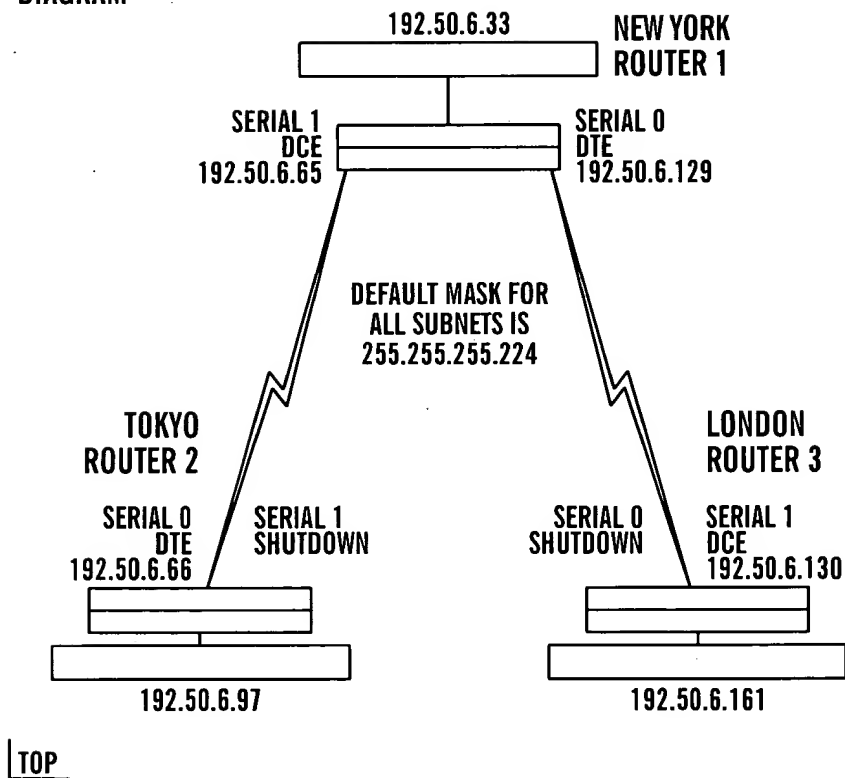 192.50.6.33
NEW YORK
ROUTER 1
SERIAL 1
DCE
192.50.6.65
SERIAL 0
DTE
192.50.6.129
DEFAULT MASK FOR
ALL SUBNETS IS
255.255.255.224
TOKYO
ROUTER 2
LONDON
ROUTER 3
SERIAL 0
DTE
192.50.6.66
SERIAL 1
SHUTDOWN
SERIAL 0
SHUTDOWN
SERIAL 1
DCE
192.50.6.130
192.50.6.97
192.50.6.161
TOP